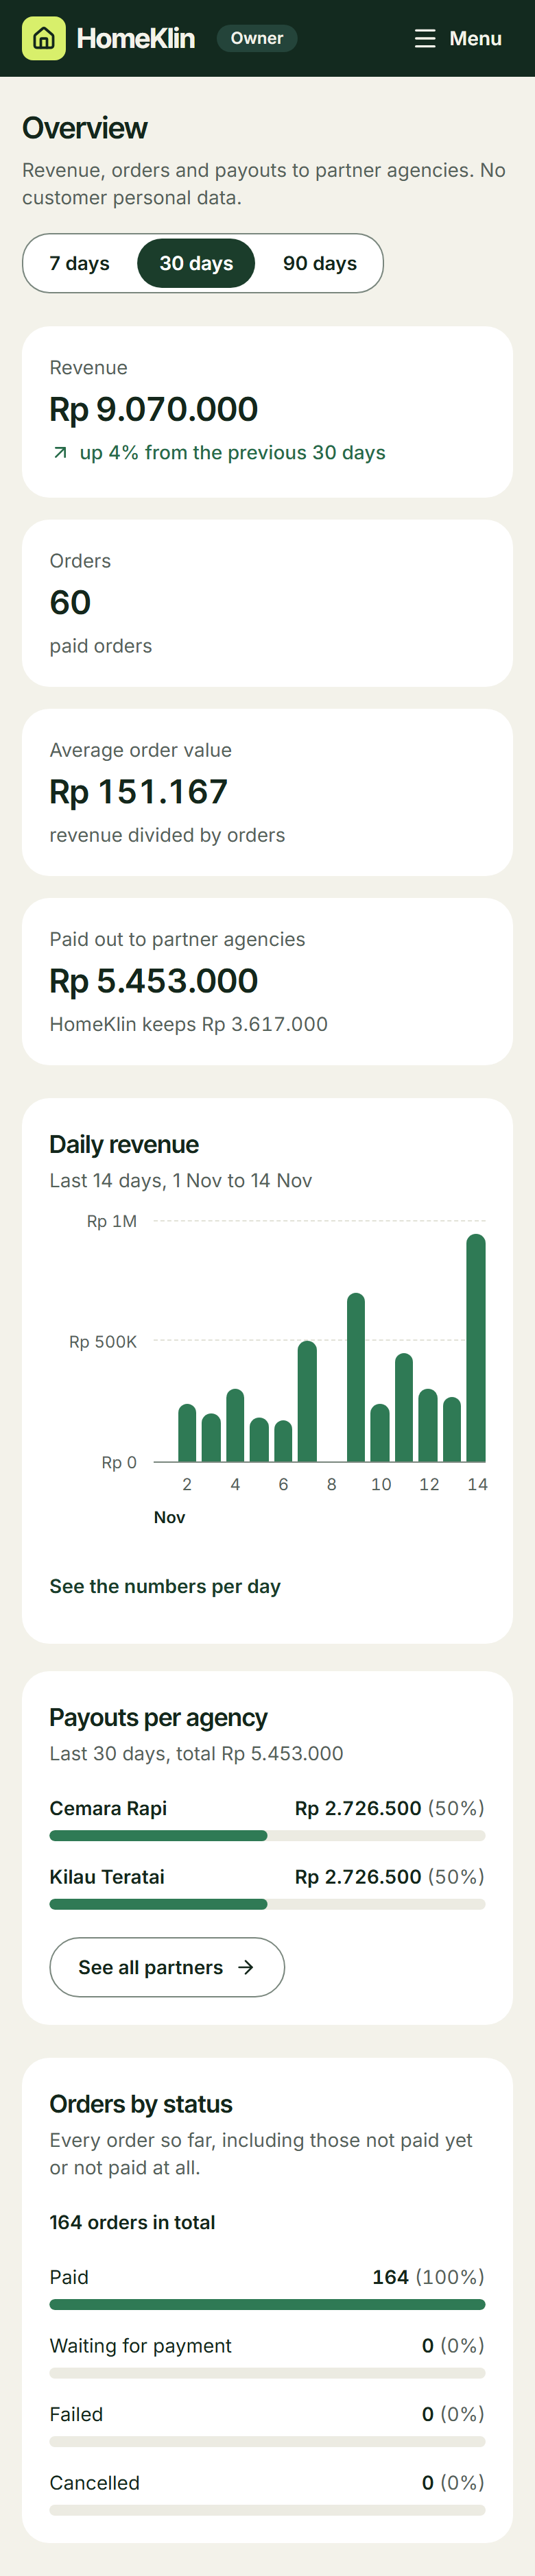 HomeKlin
Owner
Menu
Overview
Revenue, orders and payouts to partner agencies. No
customer personal data.
7 days
30 days
90 days
Revenue
Rp 9.070.000
up 4% from the previous 30 days
Orders
60
paid orders
Average order value
Rp 151.167
revenue divided by orders
Paid out to partner agencies
Rp 5.453.000
HomeKlin keeps Rp 3.617.000
Daily revenue
Last 14 days, 1 Nov to 14 Nov
Rp 1M
Rp 500K
Rp 0
2 4 6 8 10 12 14
Nov
See the numbers per day
Payouts per agency
Last 30 days, total Rp 5.453.000
Cemara Rapi Rp 2.726.500 (50%)
Kilau Teratai Rp 2.726.500 (50%)
See all partners
Orders by status
Every order so far, including those not paid yet
or not paid at all.
164 orders in total
Paid 164 (100%)
Waiting for payment 0 (0%)
Failed 0 (0%)
Cancelled 0 (0%)